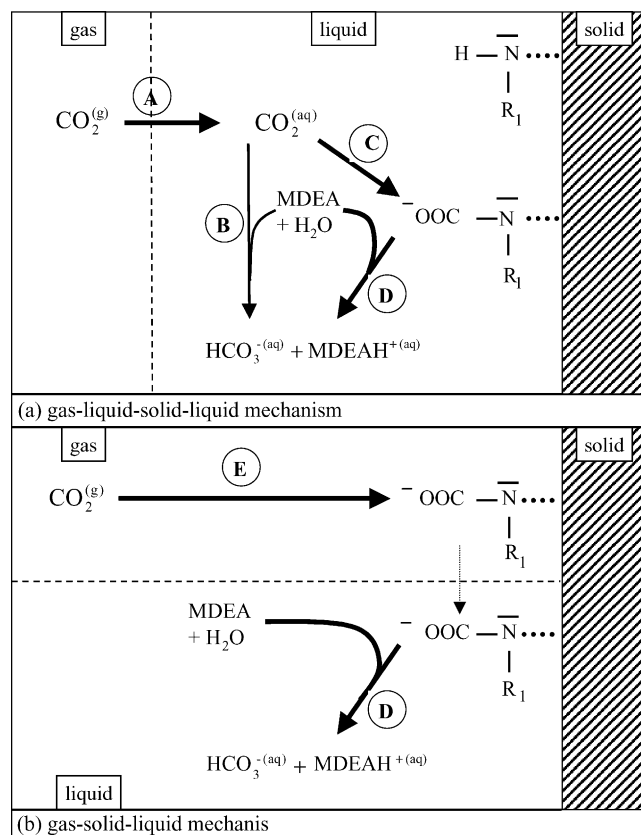 gas
liquid
solid
H — N̅ ••••
R₁
CO₂⁽ᵍ⁾
A
CO₂⁽ᵃq⁾
C
B
MDEA
+ H₂O
⁻OOC — N̅ ••••
R₁
D
HCO₃⁻⁽ᵃq⁾ + MDEAH⁺⁽ᵃq⁾
(a) gas-liquid-solid-liquid mechanism
gas
solid
E
CO₂⁽ᵍ⁾
⁻OOC — N̅ ••••
R₁
MDEA
+ H₂O
⁻OOC — N̅ ••••
R₁
D
HCO₃⁻⁽ᵃq⁾ + MDEAH⁺⁽ᵃq⁾
liquid
(b) gas-solid-liquid mechanis